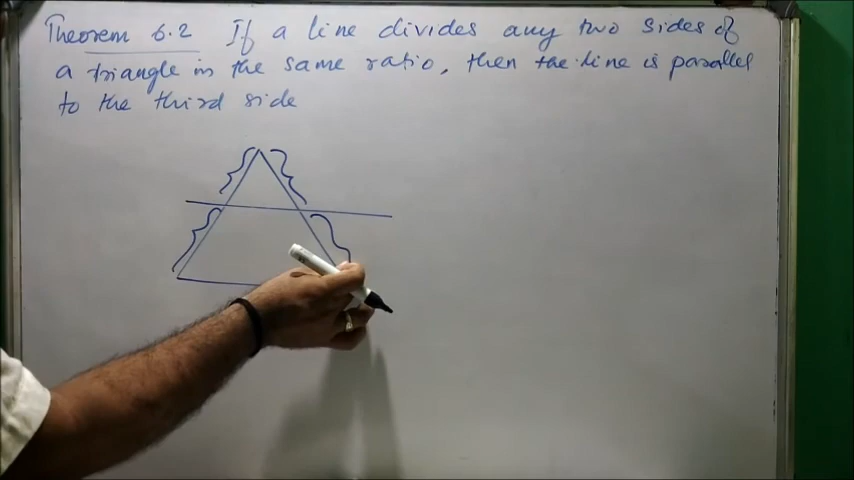 Theorem 6.2 If a line divides any two sides of
a triangle in the same ratio, then the line is parallel
to the third side